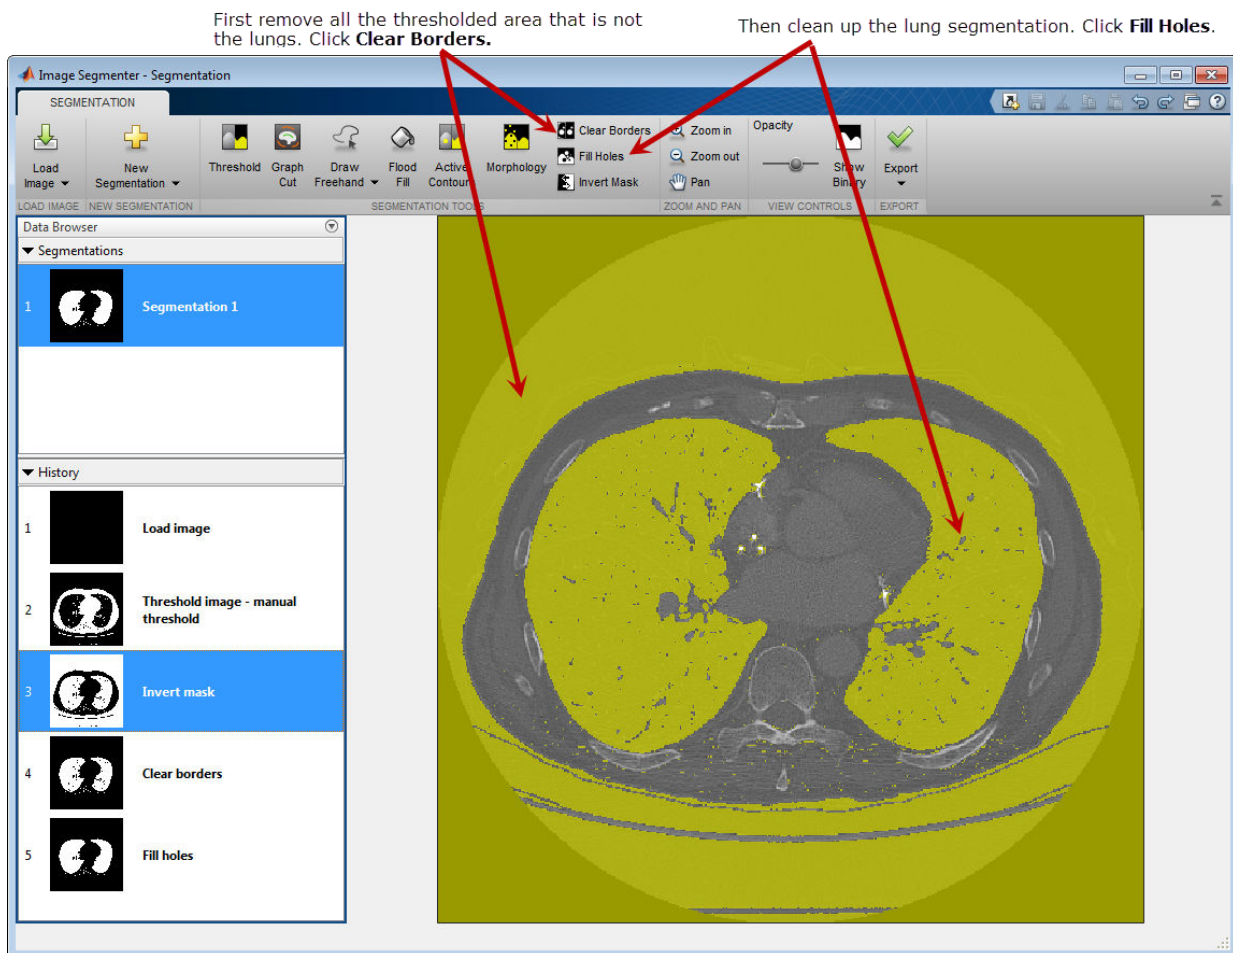 First remove all the thresholded area that is not
the lungs. Click Clear Borders.
Then clean up the lung segmentation. Click Fill Holes.
Image Segmenter - Segmentation
SEGMENTATION
Load
Image
New
Segmentation
Threshold
Graph
Cut
Draw
Freehand
Flood
Fill
Active
Contour
Morphology
Clear Borders
Fill Holes
Invert Mask
Zoom in
Zoom out
Pan
Opacity
Show
Binary
Export
LOAD IMAGE
NEW SEGMENTATION
SEGMENTATION TOOLS
ZOOM AND PAN
VIEW CONTROLS
EXPORT
Data Browser
Segmentations
1 Segmentation 1
History
1 Load image
2 Threshold image - manual
threshold
3 Invert mask
4 Clear borders
5 Fill holes